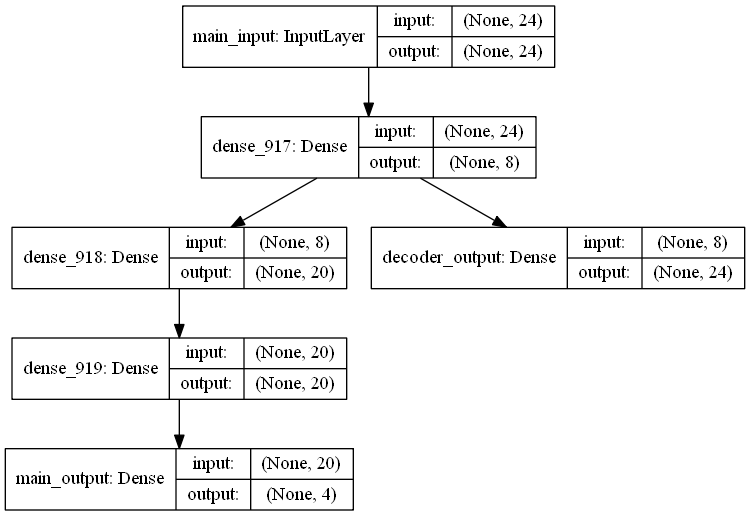 main_input: InputLayer
input: (None, 24)
output: (None, 24)
dense_917: Dense
input: (None, 24)
output: (None, 8)
dense_918: Dense
input: (None, 8)
output: (None, 20)
decoder_output: Dense
input: (None, 8)
output: (None, 24)
dense_919: Dense
input: (None, 20)
output: (None, 20)
main_output: Dense
input: (None, 20)
output: (None, 4)